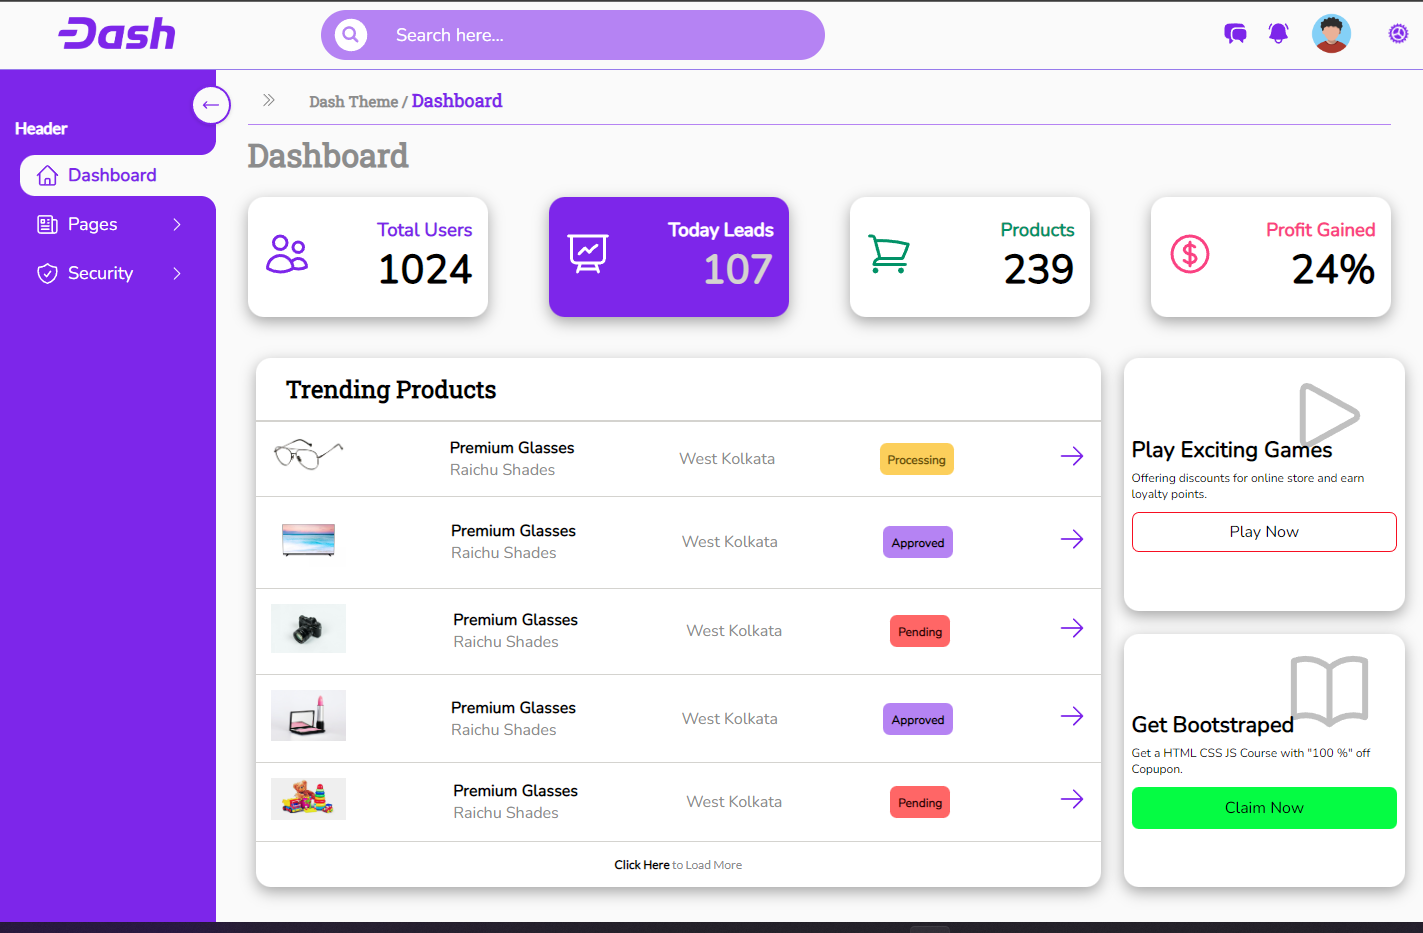 Dash
Search here...
Header
Dashboard
Pages
Security
Dash Theme / Dashboard
Dashboard
Total Users
1024
Today Leads
107
Products
239
Profit Gained
24%
Trending Products
Premium Glasses
Raichu Shades
West Kolkata
Processing
Premium Glasses
Raichu Shades
West Kolkata
Approved
Premium Glasses
Raichu Shades
West Kolkata
Pending
Premium Glasses
Raichu Shades
West Kolkata
Approved
Premium Glasses
Raichu Shades
West Kolkata
Pending
Click Here to Load More
Play Exciting Games
Offering discounts for online store and earn
loyalty points.
Play Now
Get Bootstraped
Get a HTML CSS JS Course with "100 %" off
Copupon.
Claim Now